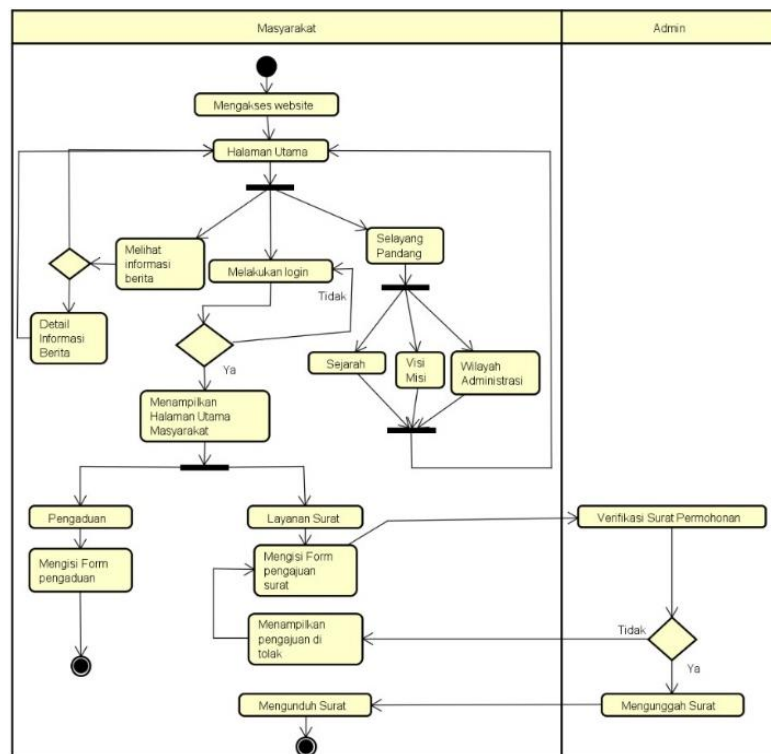 Masyarakat
Admin
Mengakses website
Halaman Utama
Melihat
informasi
berita
Melakukan login
Selayang
Pandang
Tidak
Detail
Informasi
Berita
Ya
Sejarah
Visi
Misi
Wilayah
Administrasi
Menampilkan
Halaman Utama
Masyarakat
Pengaduan
Layanan Surat
Verifikasi Surat Permohonan
Mengisi Form
pengaduan
Mengisi Form
pengajuan
surat
Menampilkan
pengajuan di
tolak
Tidak
Ya
Mengunduh Surat
Mengunggah Surat